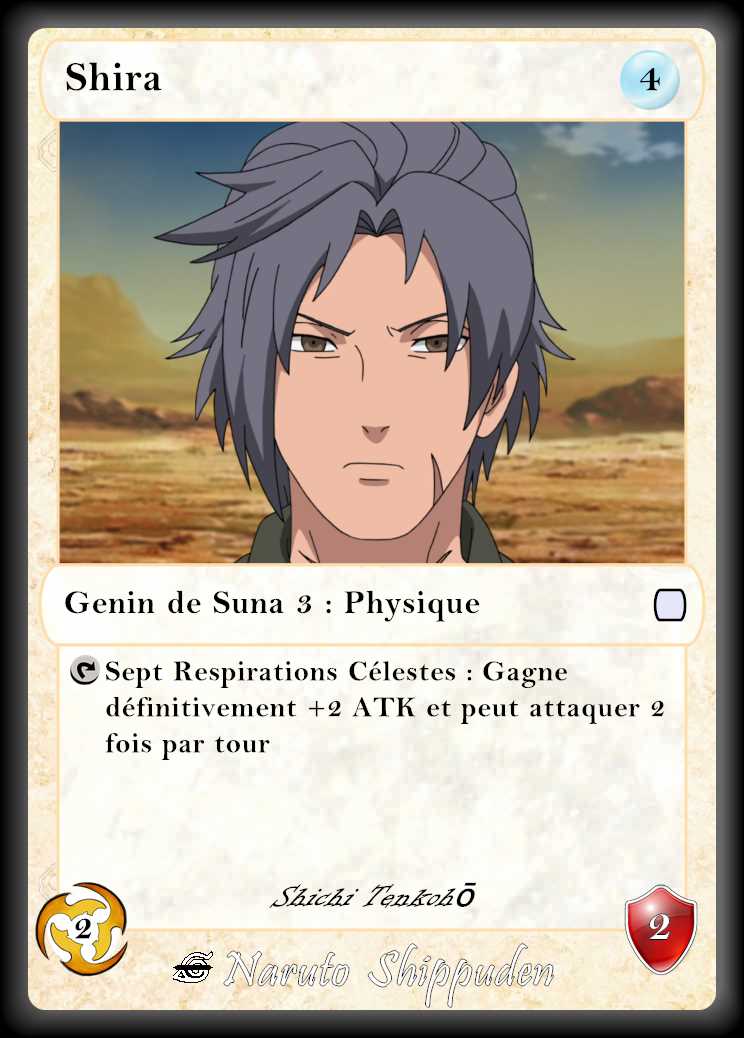 Shira
4
Genin de Suna 3 : Physique
Sept Respirations Célestes : Gagne
définitivement +2 ATK et peut attaquer 2
fois par tour
Shichi Tenkohō
2
2
Naruto Shippuden